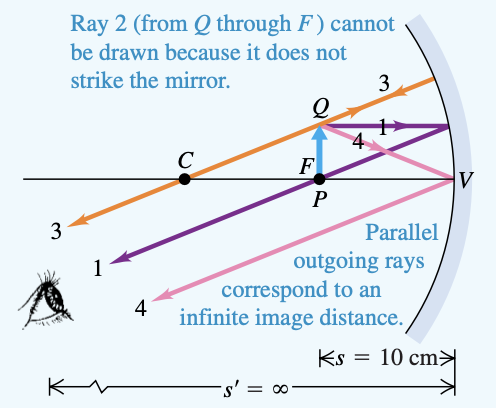 Ray 2 (from Q through F) cannot
be drawn because it does not
strike the mirror.
3
Q
1
4
C
F
V
P
3
Parallel
1
outgoing rays
correspond to an
4
infinite image distance.
s = 10 cm
s′ = ∞